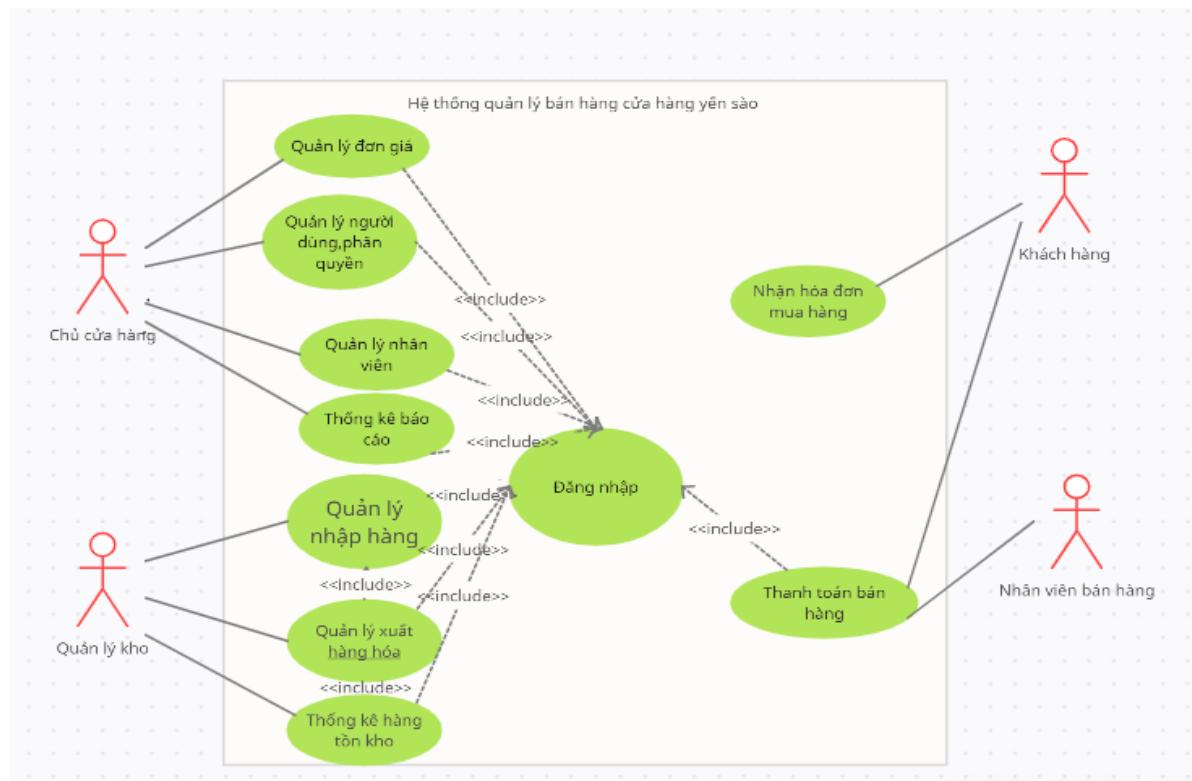 Hệ thống quản lý bán hàng cửa hàng yến sào
Quản lý đơn giá
Quản lý người
dùng,phân
quyền
Khách hàng
Nhận hóa đơn
mua hàng
<<include>>
<<include>>
Chủ cửa hàng
Quản lý nhân
viên
<<include>>
Thống kê báo
cáo
<<include>>
Đăng nhập
Quản lý
nhập hàng
<<include>>
<<include>>
<<include>>
<<include>>
<<include>>
Quản lý kho
Quản lý xuất
hàng hóa
<<include>>
Thống kê hàng
tồn kho
Thanh toán bán
hàng
Nhân viên bán hàng